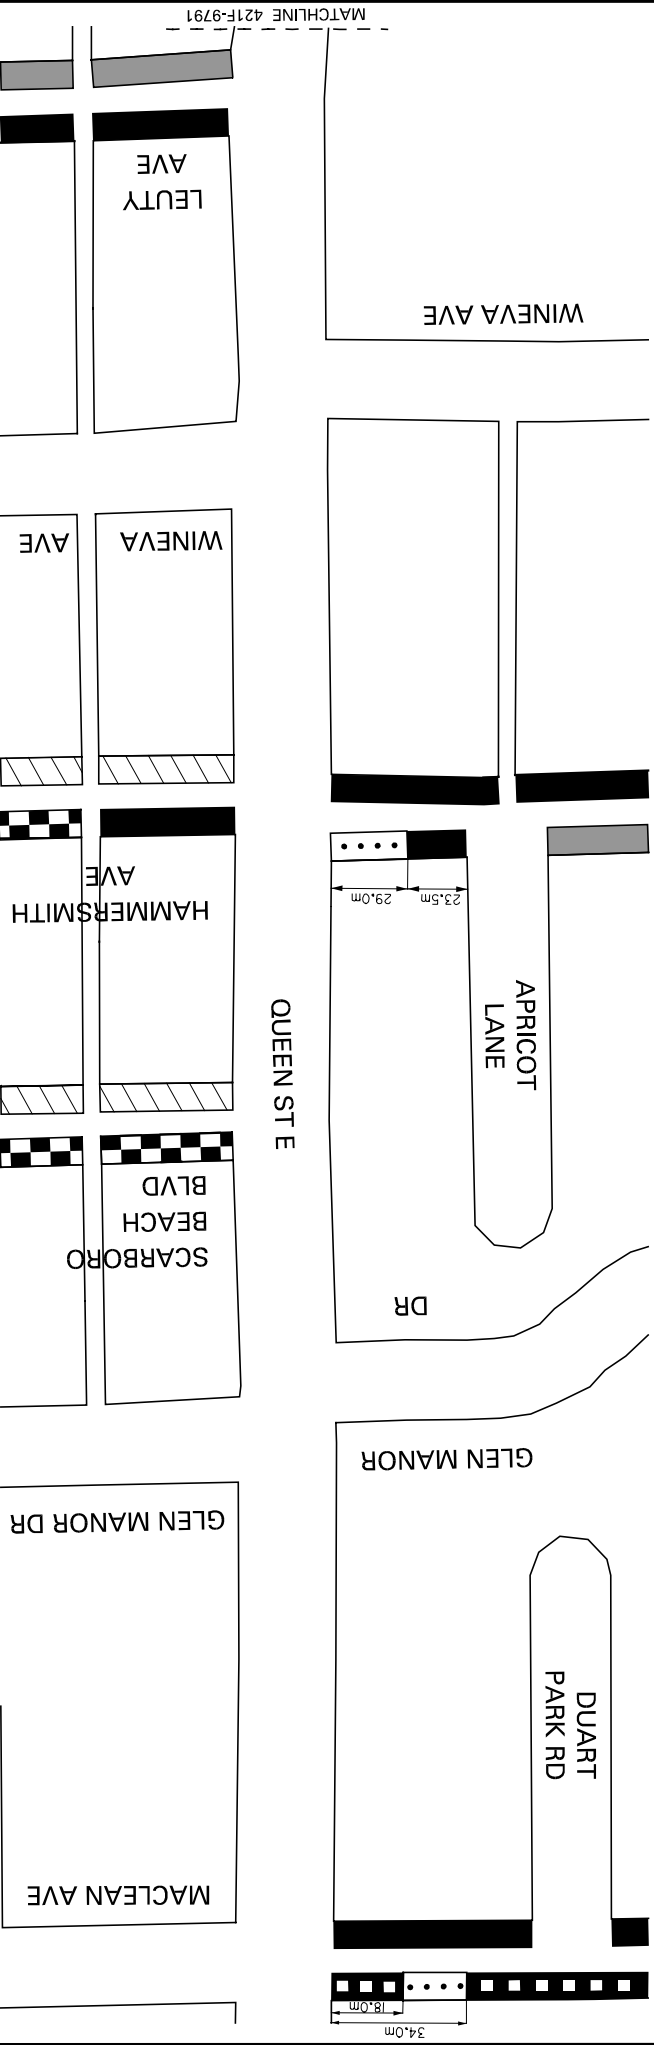 MATCHLINE 421F-9791
LEUTY
AVE
WINEVA AVE
WINEVA
AVE
HAMMERSMITH
AVE
29.0m
23.5m
APRICOT
LANE
QUEEN ST E
SCARBORO
BEACH
BLVD
GLEN MANOR
DR
GLEN MANOR DR
DUART
PARK RD
MACLEAN AVE
18.0m
34.0m